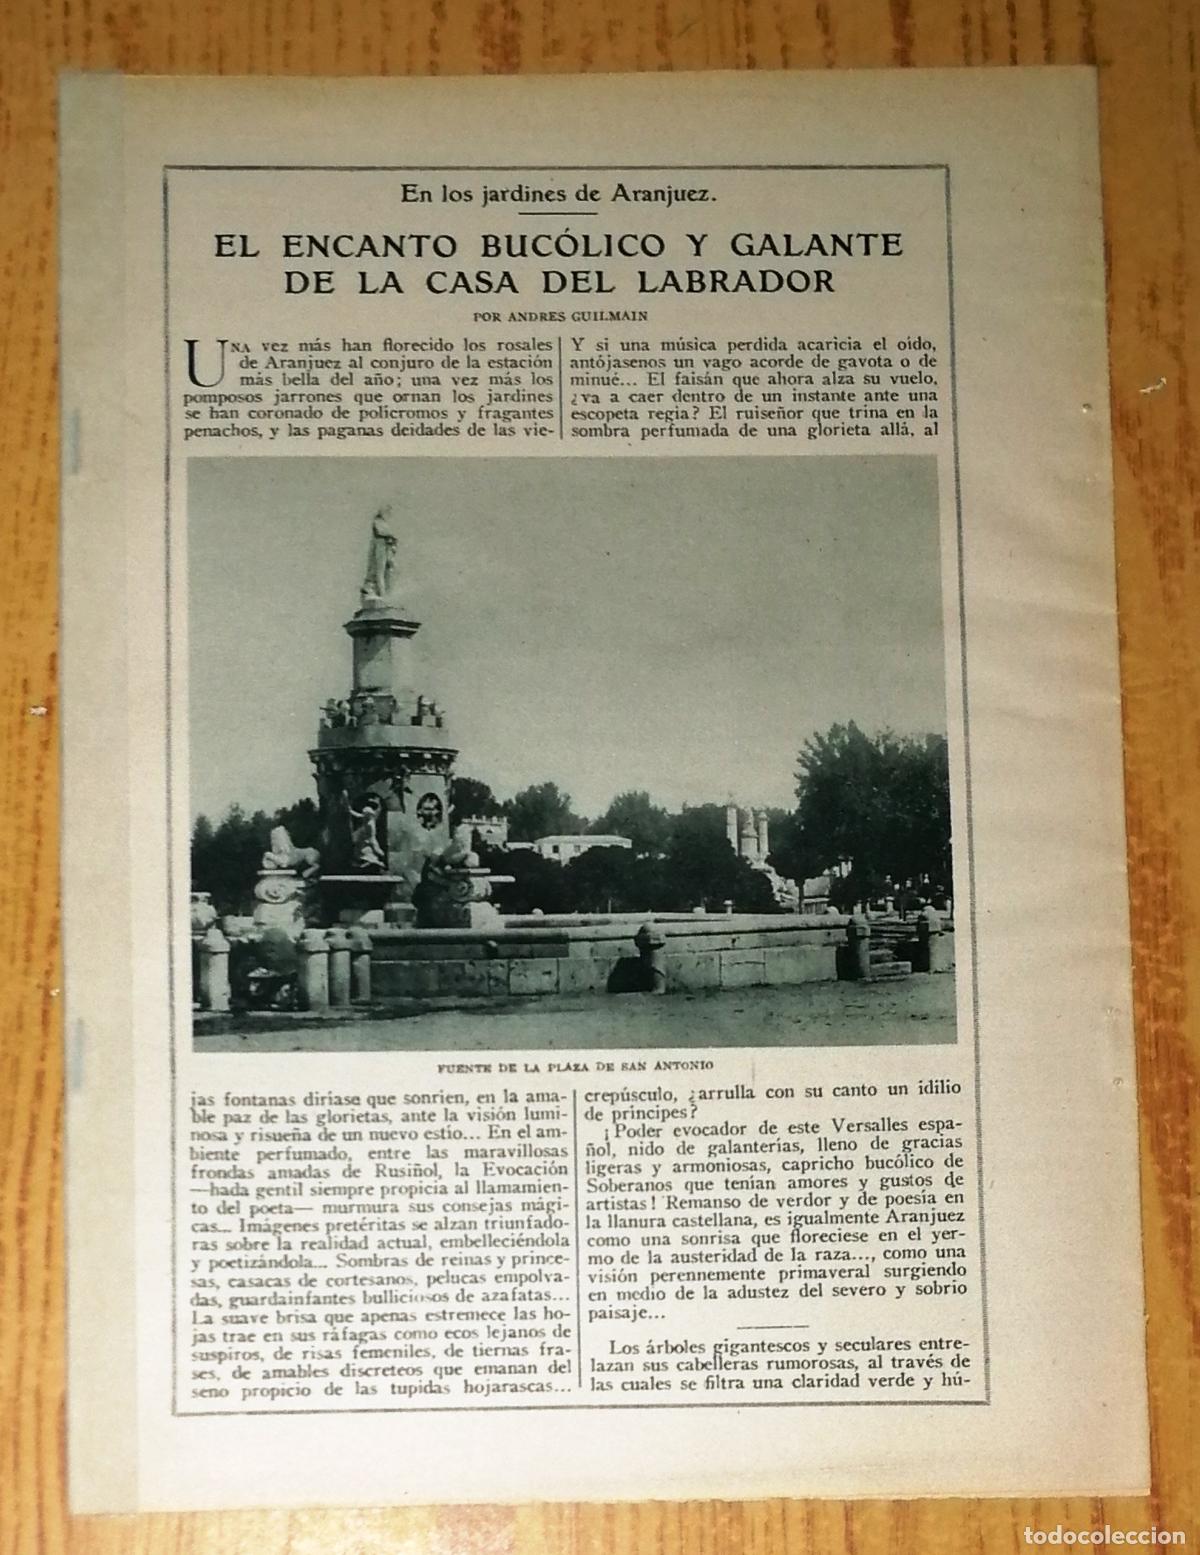 En los jardines de Aranjuez.
EL ENCANTO BUCÓLICO Y GALANTE
DE LA CASA DEL LABRADOR
POR ANDRES GUILMAIN
UNA vez más han florecido los rosales
de Aranjuez al conjuro de la estación
más bella del año; una vez más los
pomposos jarrones que ornan los jardines
se han coronado de polícromos y fragantes
penachos, y las paganas deidades de las vie-
Y si una música perdida acaricia el oído,
antójasenos un vago acorde de gavota o de
minué... El faisán que ahora alza su vuelo,
¿va a caer dentro de un instante ante una
escopeta regia? El ruiseñor que trina en la
sombra perfumada de una glorieta allá, al
FUENTE DE LA PLAZA DE SAN ANTONIO
jas fontanas diríase que sonríen, en la ama-
ble paz de las glorietas, ante la visión lumi-
nosa y risueña de un nuevo estío... En el am-
biente perfumado, entre las maravillosas
frondas amadas de Rusiñol, la Evocación
—hada gentil siempre propicia al llamamien-
to del poeta— murmura sus consejas mági-
cas... Imágenes pretéritas se alzan triunfado-
ras sobre la realidad actual, embelleciéndola
y poetizándola... Sombras de reinas y prince-
sas, casacas de cortesanos, pelucas empolva-
das, guardainfantes bulliciosos de azafatas...
La suave brisa que apenas estremece las ho-
jas trae en sus ráfagas como ecos lejanos de
suspiros, de risas femeniles, de tiernas fra-
ses, de amables discreteos que emanan del
seno propicio de las tupidas hojarascas...
crepúsculo, ¿arrulla con su canto un idilio
de príncipes?
¡Poder evocador de este Versalles espa-
ñol, nido de galanterías, lleno de gracias
ligeras y armoniosas, capricho bucólico de
Soberanos que tenían amores y gustos de
artistas! Remanso de verdor y de poesía en
la llanura castellana, es igualmente Aranjuez
como una sonrisa que floreciese en el yer-
mo de la austeridad de la raza..., como una
visión perennemente primaveral surgiendo
en medio de la adustez del severo y sobrio
paisaje...
Los árboles gigantescos y seculares entre-
lazan sus cabelleras rumorosas, al través de
las cuales se filtra una claridad verde y hú-
todocoleccion